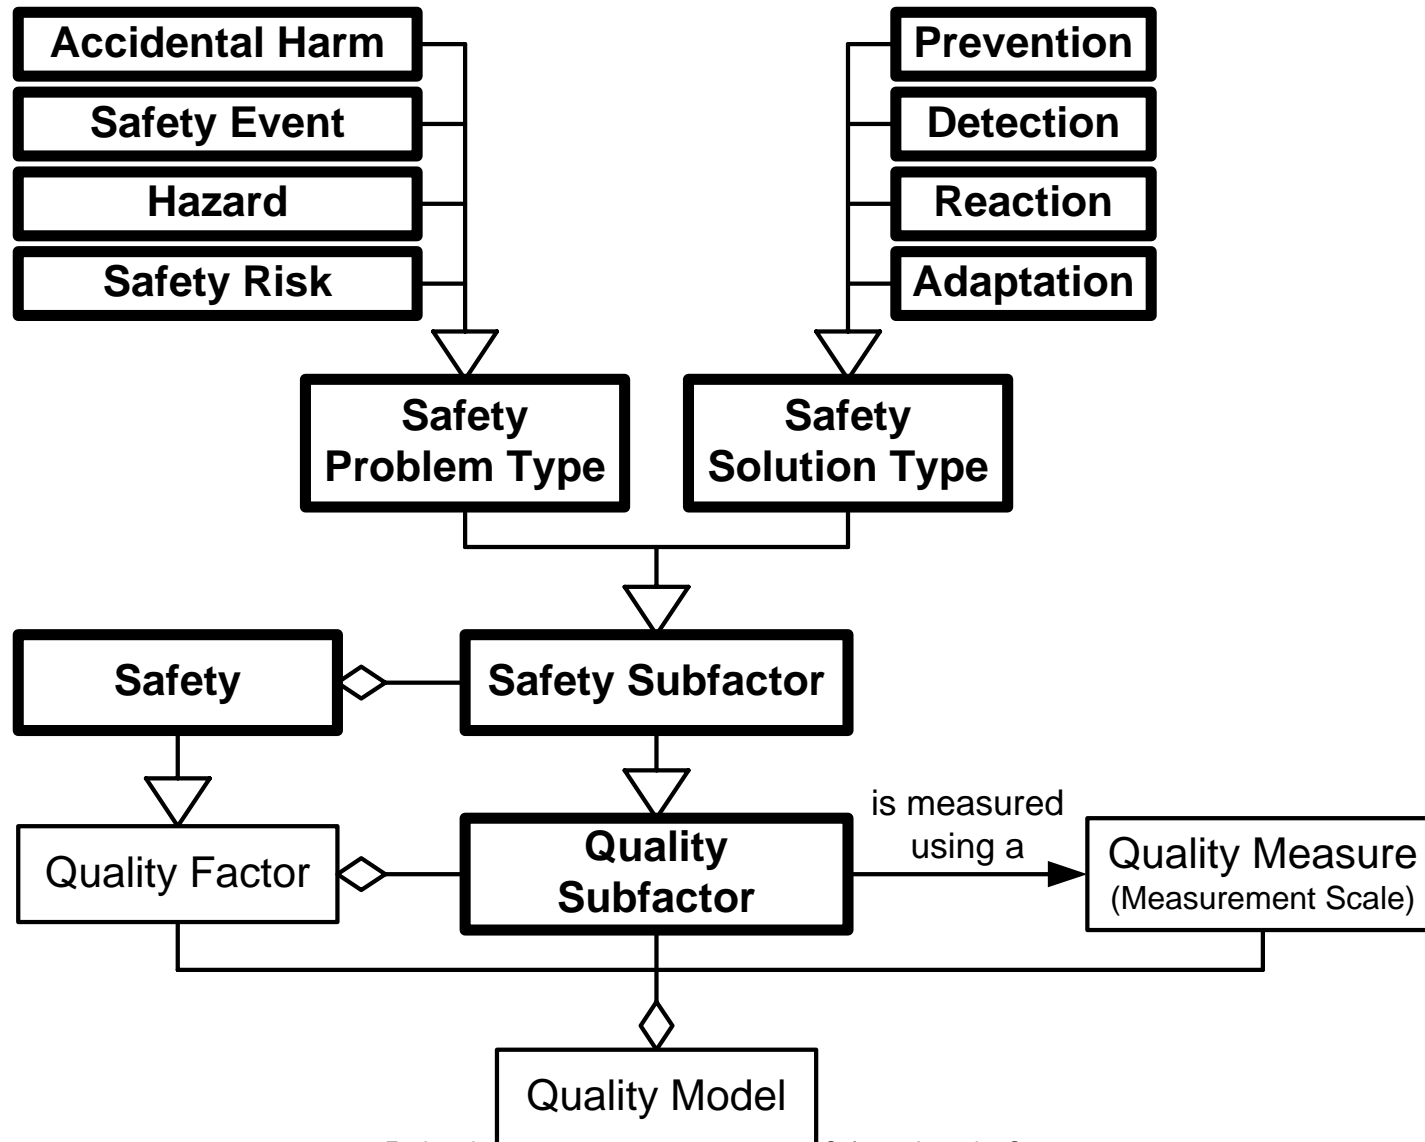 Accidental Harm
Safety Event
Hazard
Safety Risk
Prevention
Detection
Reaction
Adaptation
Safety
Problem Type
Safety
Solution Type
Safety
Safety Subfactor
Quality Factor
Quality
Subfactor
is measured
using a
Quality Measure
(Measurement Scale)
Quality Model